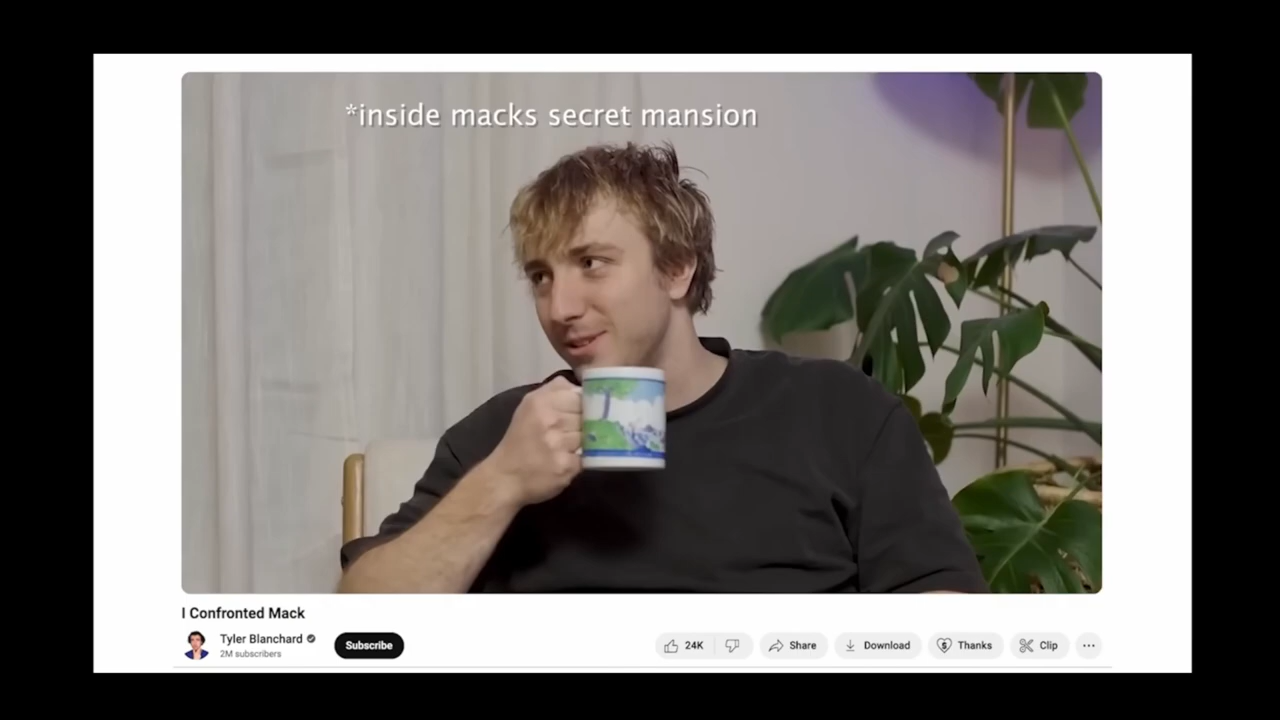 *inside macks secret mansion
I Confronted Mack
Tyler Blanchard
2M subscribers
Subscribe
24K
Share
Download
Thanks
Clip